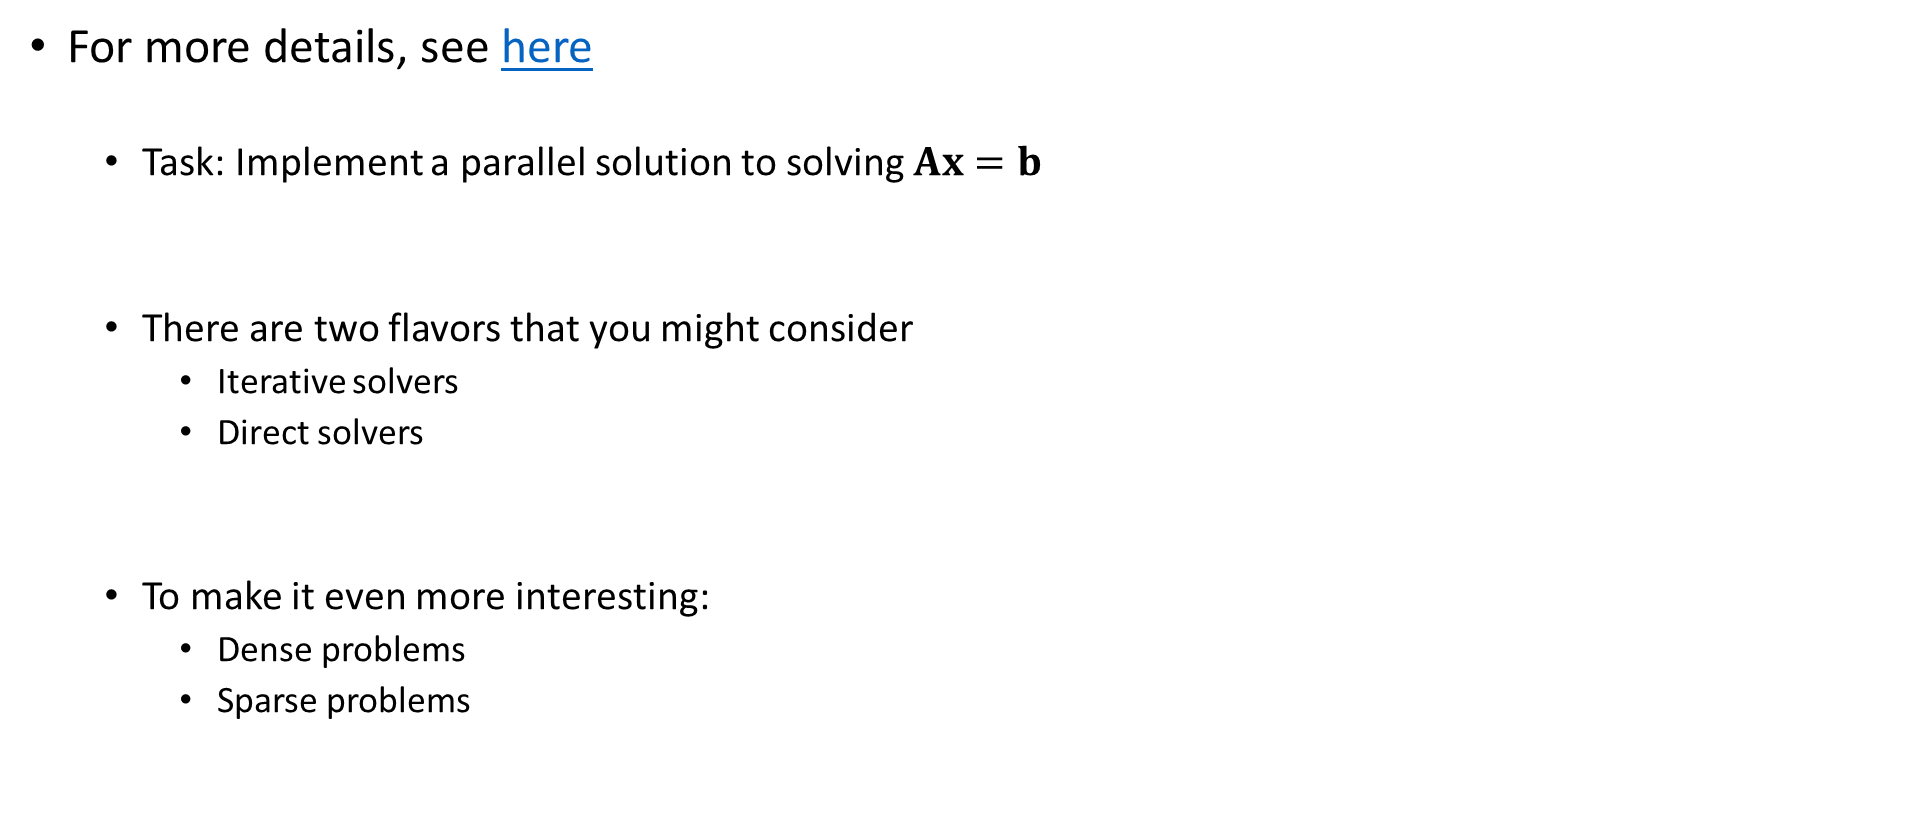 • For more details, see here
• Task: Implement a parallel solution to solving Ax = b
• There are two flavors that you might consider
• Iterative solvers
• Direct solvers
• To make it even more interesting:
• Dense problems
• Sparse problems